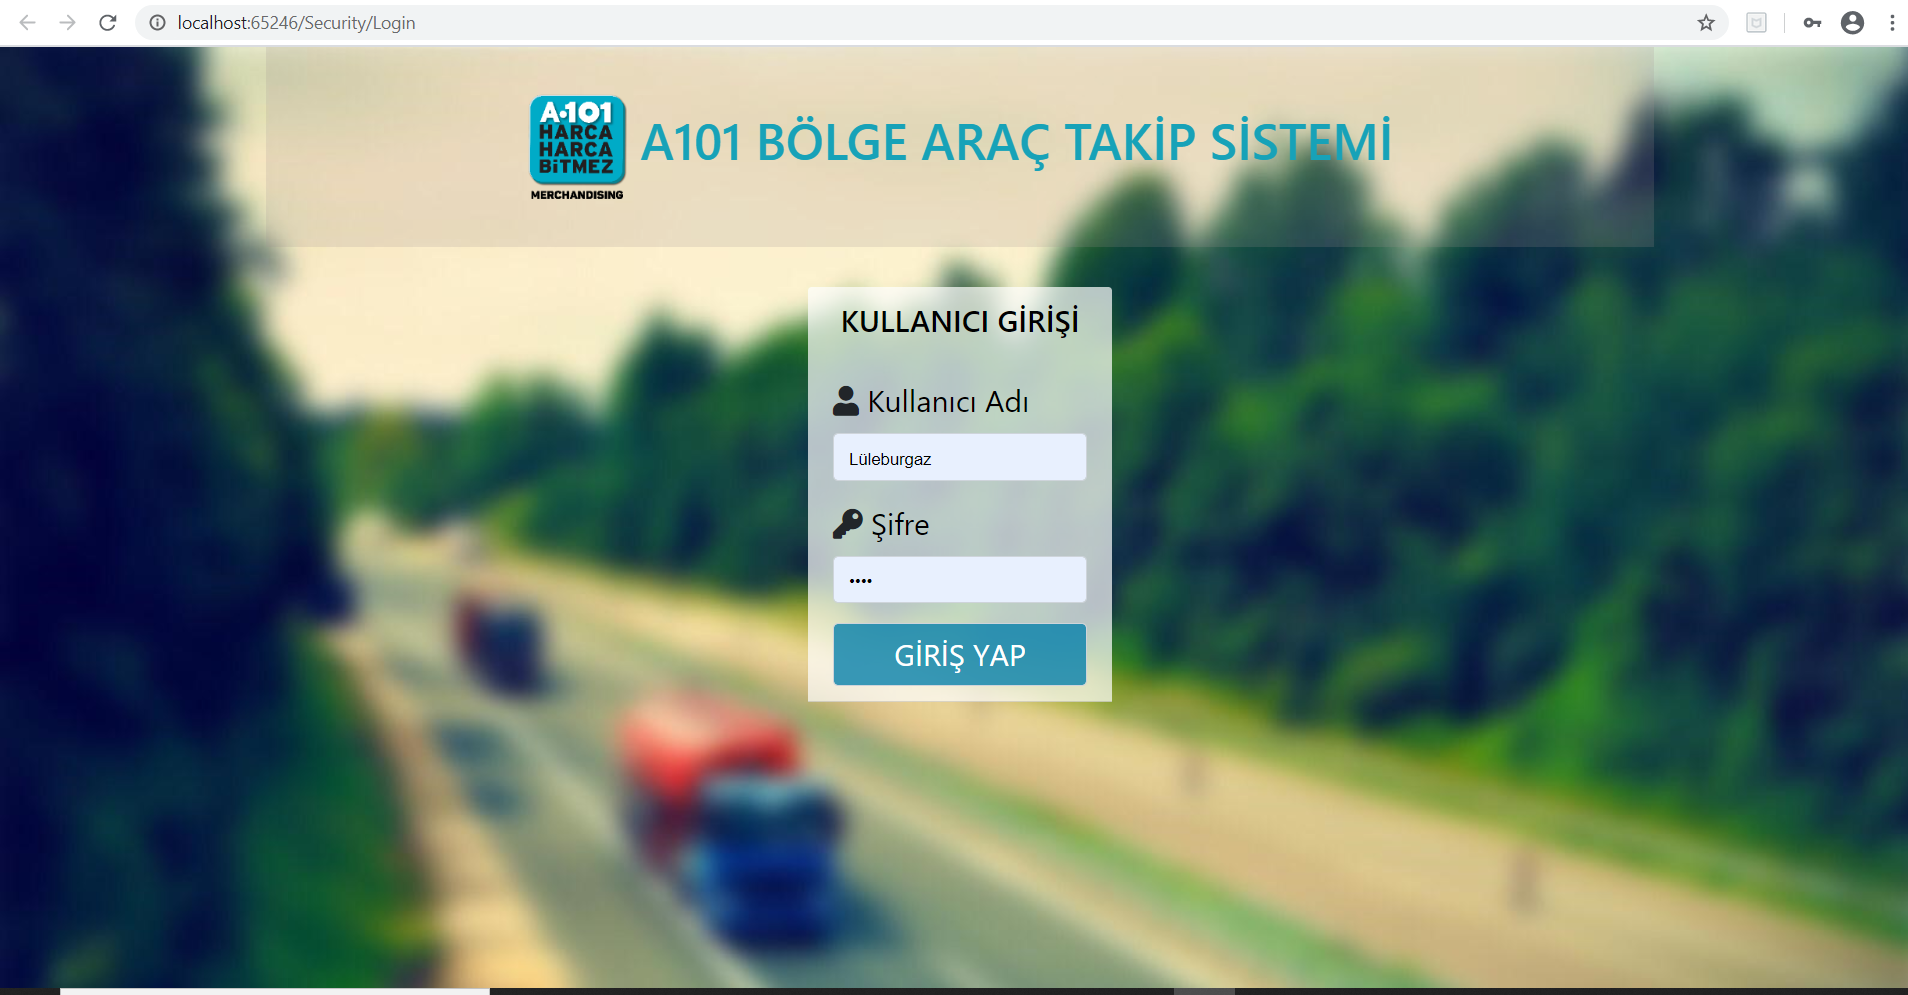 localhost:65246/Security/Login
A·101
HARCA
HARCA
BiTMEZ
MERCHANDISING
A101 BÖLGE ARAÇ TAKİP SİSTEMİ
KULLANICI GİRİŞİ
Kullanıcı Adı
Lüleburgaz
Şifre
••••
GİRİŞ YAP